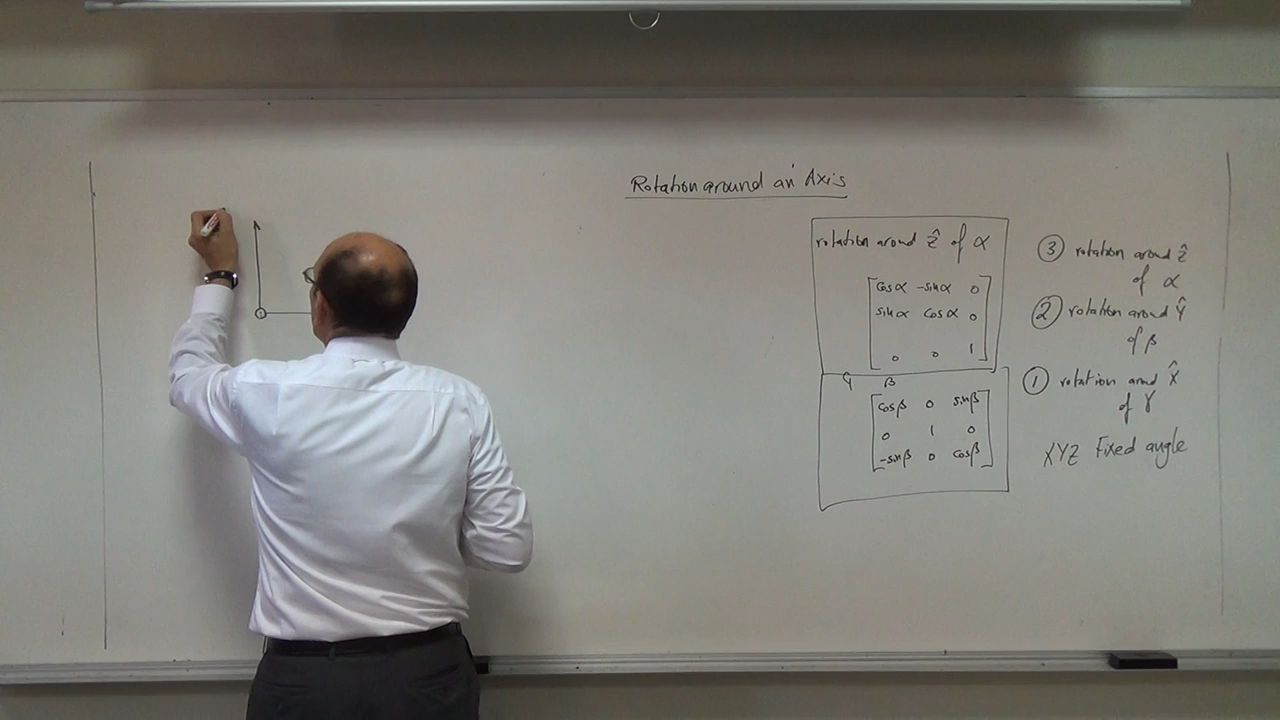 Rotation around an Axis
rotation around ẑ of α
cosα -sinα 0
sinα cosα 0
0 0 1
Ŷ β
cosβ 0 sinβ
0 1 0
-sinβ 0 cosβ
③ rotation around ẑ
of α
② rotation around Ŷ
of β
① rotation arond X̂
of γ
XYZ Fixed angle